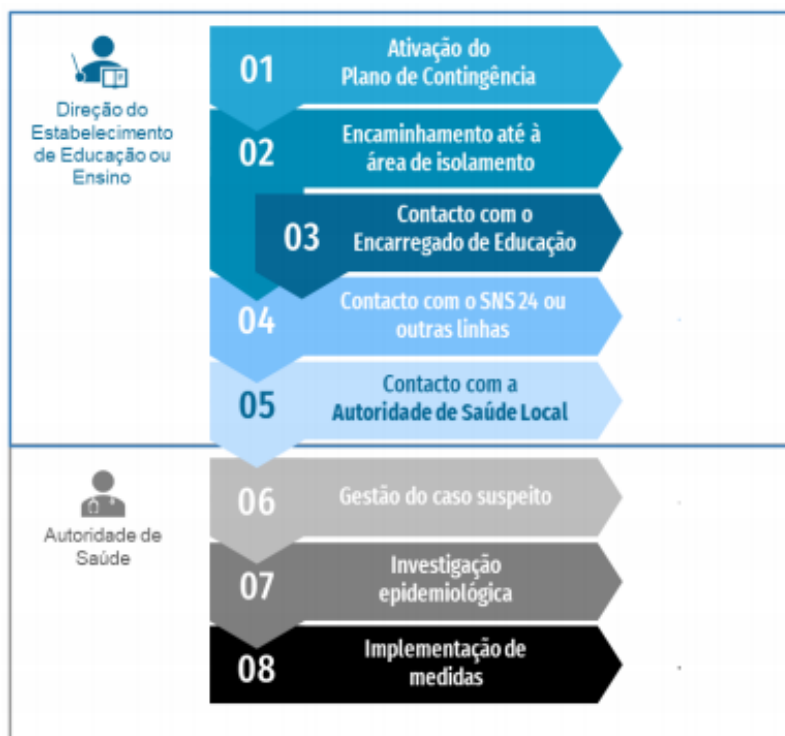 Direção do
Estabelecimento
de Educação ou
Ensino
01
Ativação do
Plano de Contingência
02
Encaminhamento até à
área de isolamento
03
Contacto com o
Encarregado de Educação
04
Contacto com o SNS 24 ou
outras linhas
05
Contacto com a
Autoridade de Saúde Local
Autoridade de
Saúde
06
Gestão do caso suspeito
07
Investigação
epidemiológica
08
Implementação de
medidas